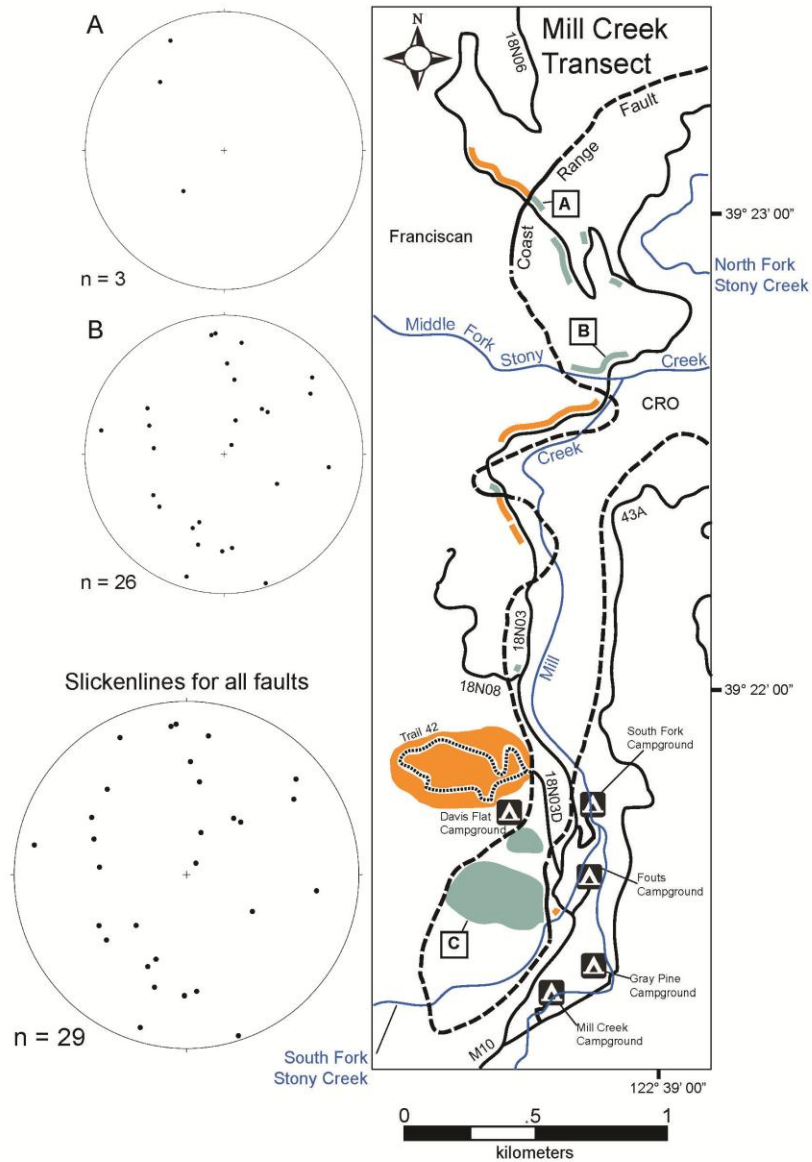 A
n = 3
B
n = 26
Slickenlines for all faults
n = 29
N
Mill Creek
Transect
18N06
Fault
Range
Coast
A
Franciscan
39° 23' 00"
North Fork
Stony Creek
Middle Fork Stony Creek
B
CRO
Creek
43A
18N03
Mill
18N08
39° 22' 00"
Trail 42
South Fork
Campground
18N03D
Davis Flat
Campground
Fouts
Campground
C
Gray Pine
Campground
Mill Creek
Campground
M10
South Fork
Stony Creek
122° 39' 00"
0 .5 1
kilometers